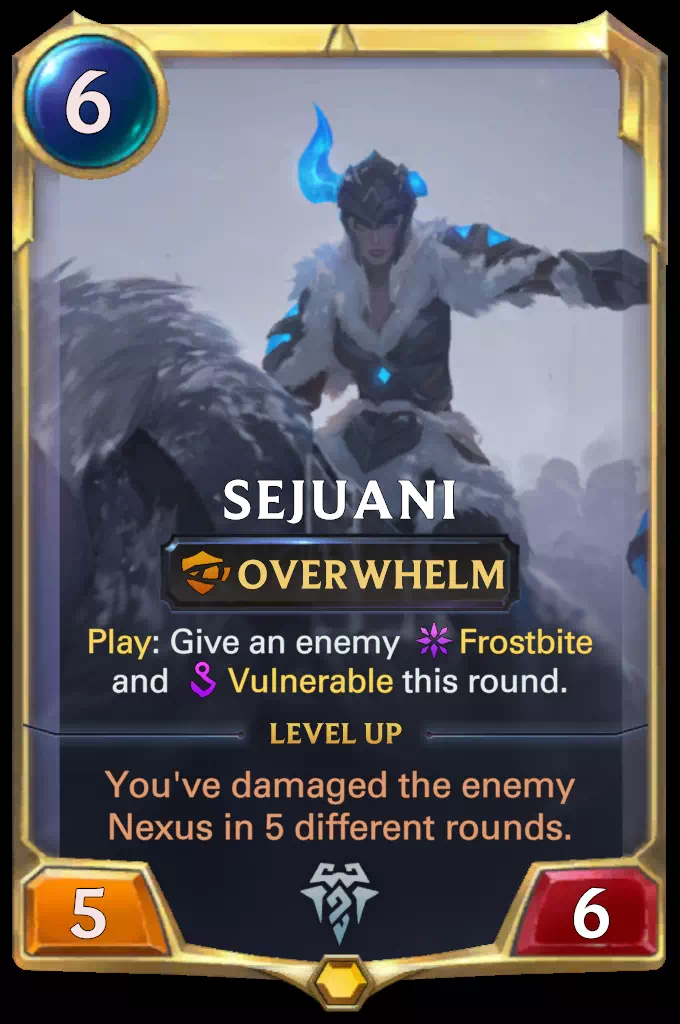 6
SEJUANI
OVERWHELM
Play: Give an enemy Frostbite
and Vulnerable this round.
LEVEL UP
You've damaged the enemy
Nexus in 5 different rounds.
5
6